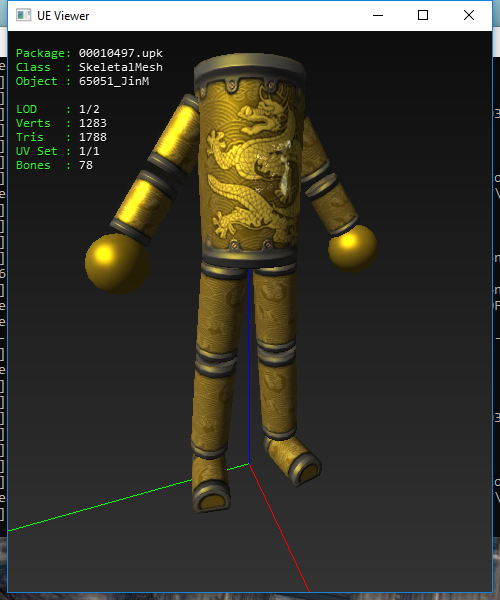 UE Viewer
Package: 00010497.upk
Class  : SkeletalMesh
Object : 65051_JinM
LOD    : 1/2
Verts  : 1283
Tris   : 1788
UV Set : 1/1
Bones  : 78